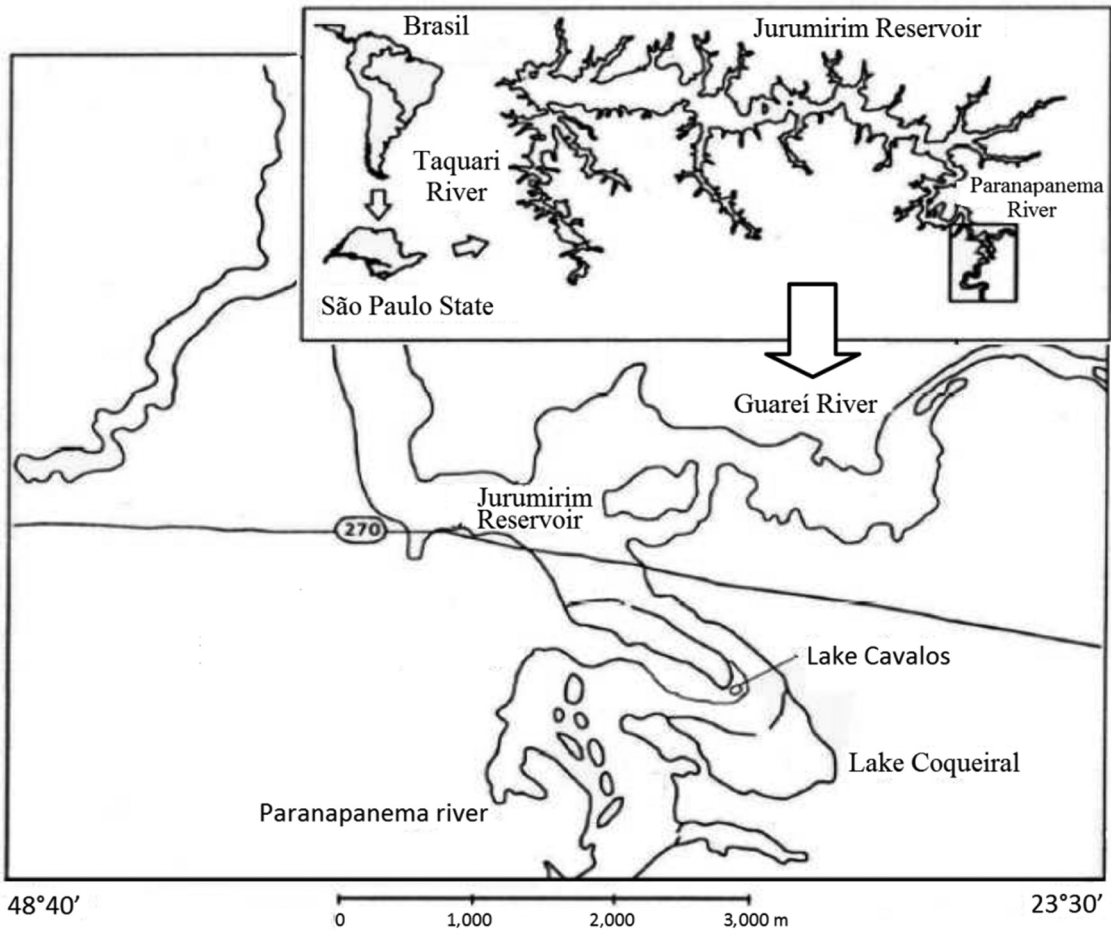 Brasil
Jurumirim Reservoir
Taquari
River
Paranapanema
River
São Paulo State
Guareí River
Jurumirim
Reservoir
270
Lake Cavalos
Lake Coqueiral
Paranapanema river
48°40’
23°30’
0
1,000
2,000
3,000 m